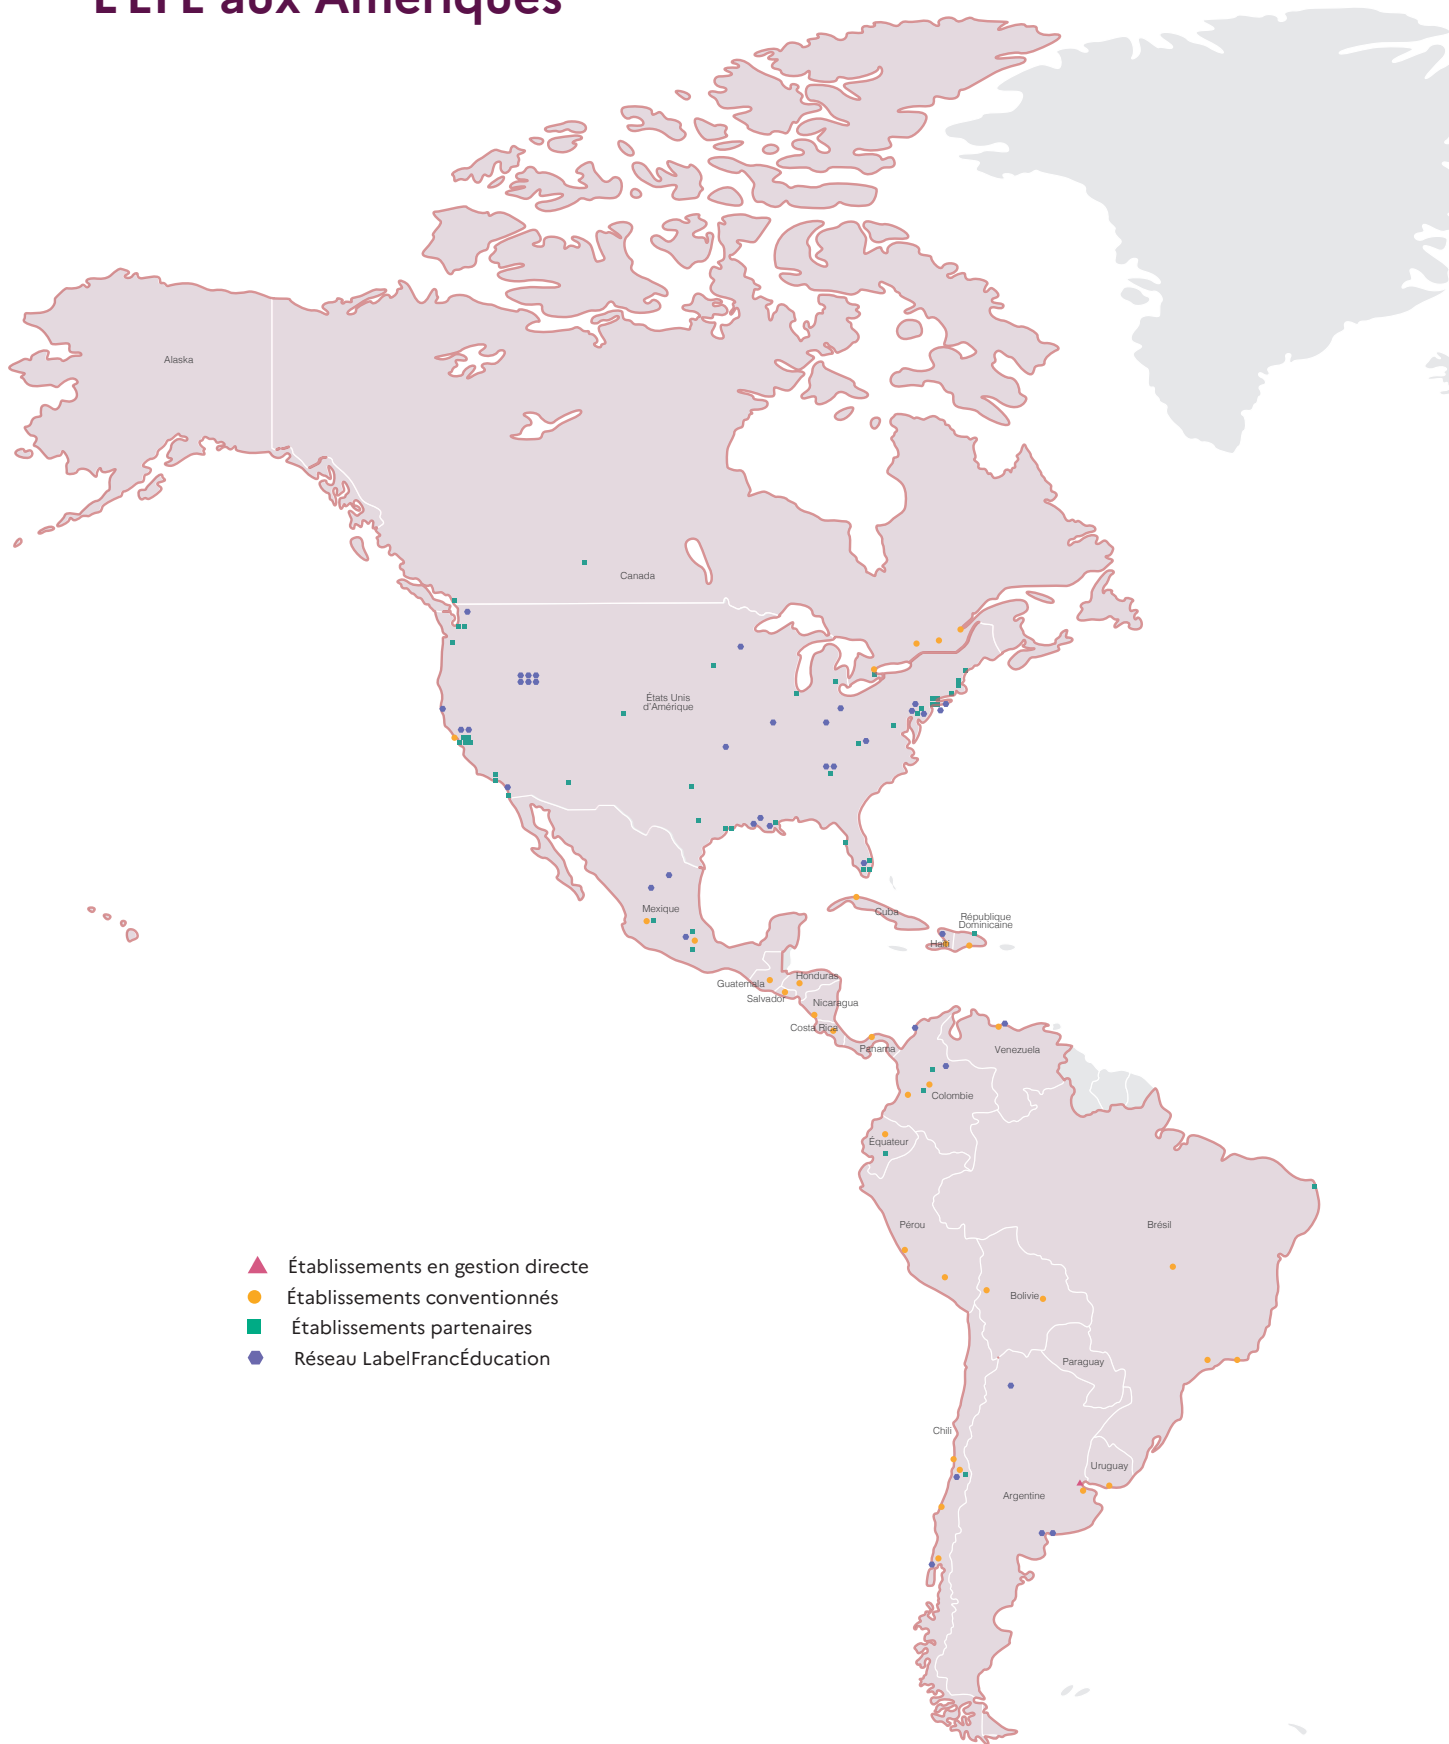 L'EFE aux Amériques
Alaska
Canada
États Unis
d'Amérique
Mexique
Cuba
République
Dominicaine
Haïti
Honduras
Guatemala
Salvador
Nicaragua
Costa Rica
Panama
Venezuela
Colombie
Équateur
Pérou
Brésil
Bolivie
Paraguay
Chili
Uruguay
Argentine
Établissements en gestion directe
Établissements conventionnés
Établissements partenaires
Réseau LabelFrancÉducation